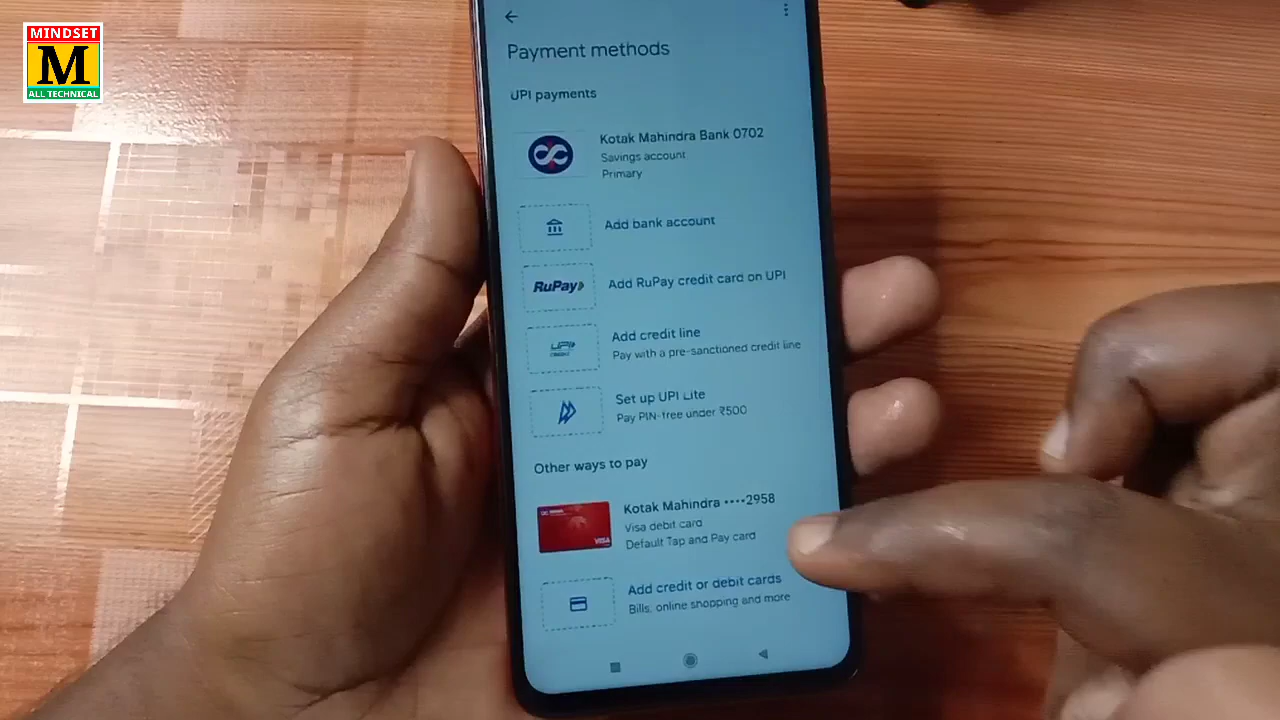 MINDSET
M
ALL TECHNICAL
Payment methods
UPI payments
Kotak Mahindra Bank 0702
Savings account
Primary
Add bank account
RuPay
Add RuPay credit card on UPI
UPI
CREDIT
Add credit line
Pay with a pre-sanctioned credit line
Set up UPI Lite
Pay PIN-free under ₹500
Other ways to pay
Kotak Mahindra ••••2958
VISA
Visa debit card
Default Tap and Pay card
Add credit or debit cards
Bills, online shopping and more